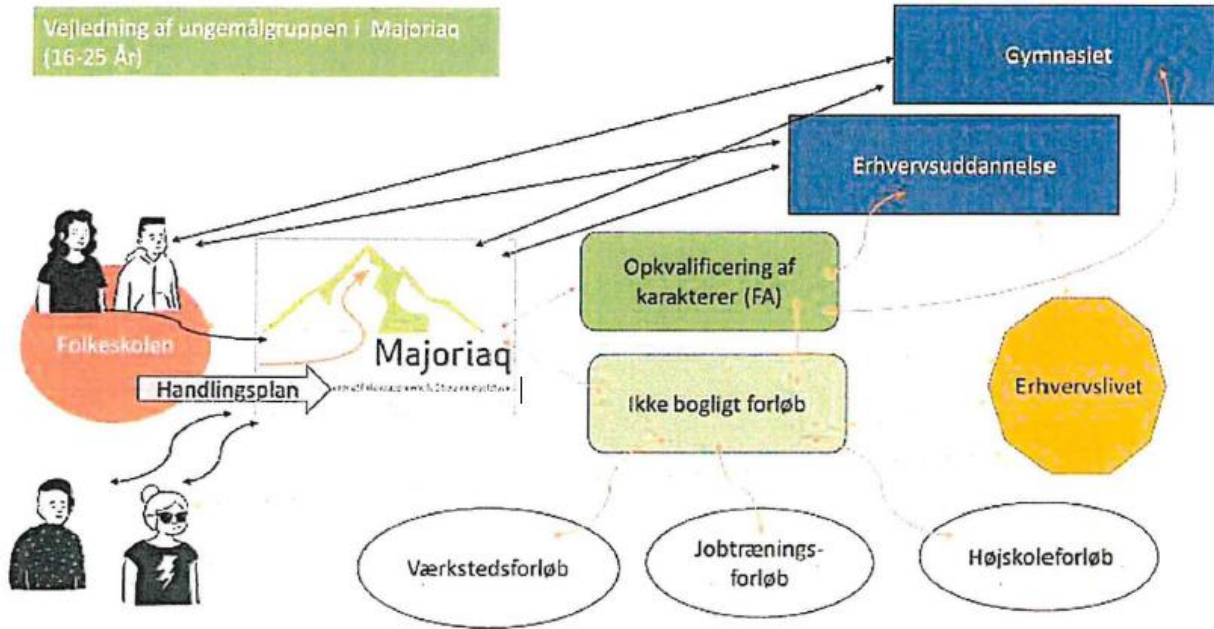 Vejledning af ungemålgruppen i Majoriaq
(16-25 År)
Gymnasiet
Erhvervsuddannelse
Opkvalificering af
karakterer (FA)
Folkeskolen
Majoriaq
Handlingsplan
Ikke bogligt forløb
Erhvervslivet
Værkstedsforløb
Jobtrænings-
forløb
Højskoleforløb